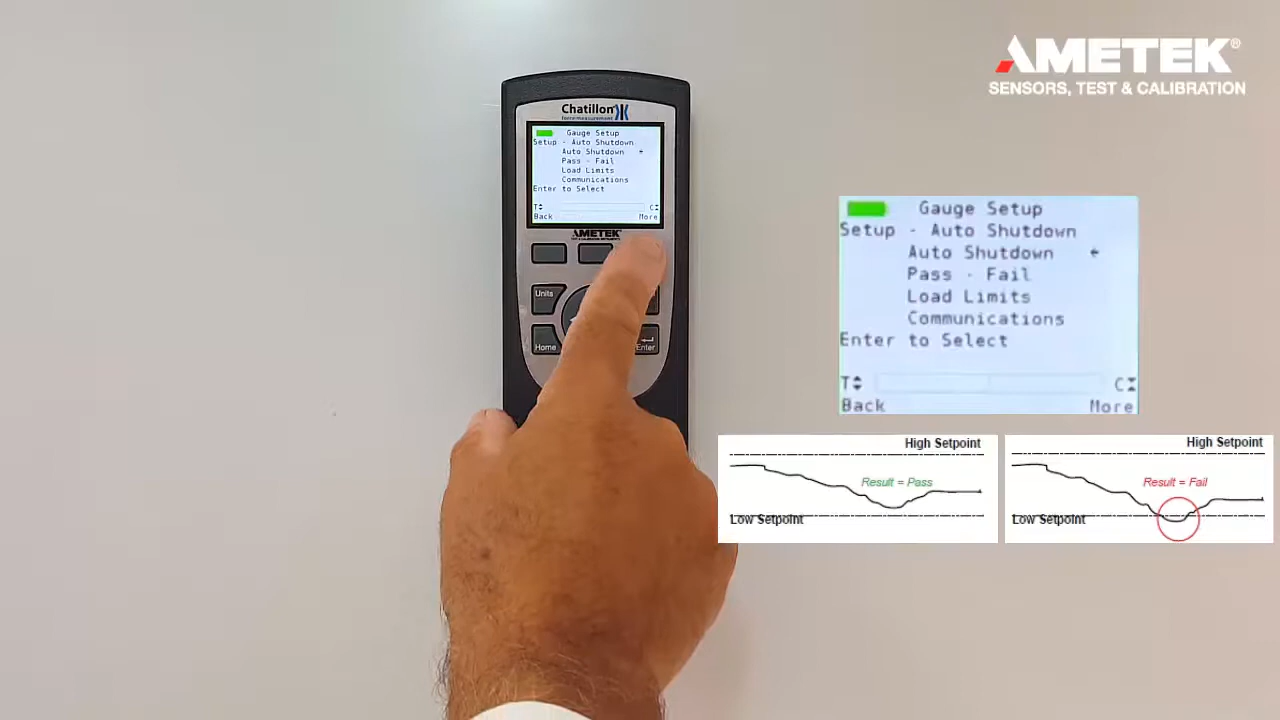 AMETEK®
SENSORS, TEST & CALIBRATION
Chatillon
force measurement
Gauge Setup
Setup - Auto Shutdown
Auto Shutdown ←
Pass - Fail
Load Limits
Communications
Enter to Select
T C
Back More
AMETEK
Units
Home
Enter
Gauge Setup
Setup - Auto Shutdown
Auto Shutdown ←
Pass - Fail
Load Limits
Communications
Enter to Select
T C
Back More
High Setpoint
Result = Pass
Low Setpoint
High Setpoint
Result = Fail
Low Setpoint